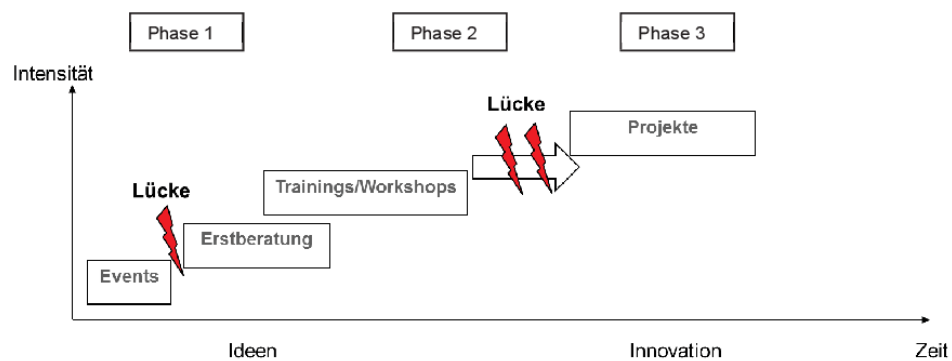 Phase 1
Phase 2
Phase 3
Intensität
Lücke
Projekte
Trainings/Workshops
Lücke
Erstberatung
Events
Ideen
Innovation
Zeit